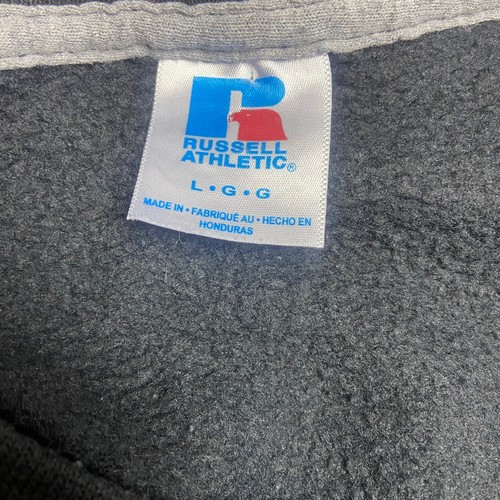 R
RUSSELL
ATHLETIC®
L • G • G
MADE IN • FABRIQUÉ AU • HECHO EN
HONDURAS